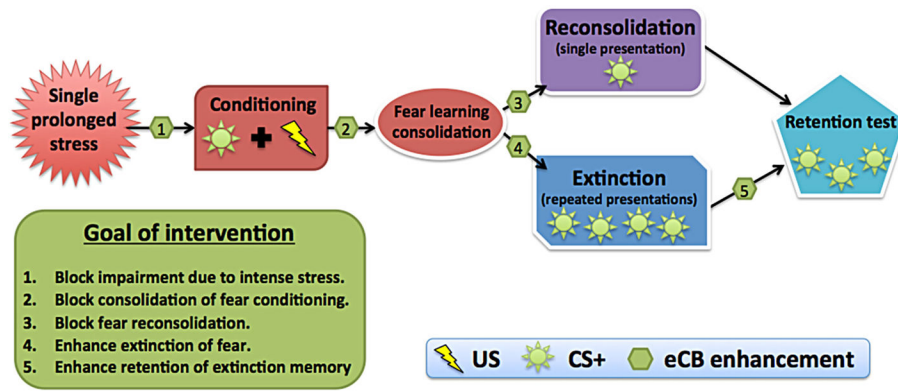 Single
prolonged
stress
1
Conditioning
2
Fear learning
consolidation
3
4
Reconsolidation
(single presentation)
Extinction
(repeated presentations)
5
Retention test
Goal of intervention
1. Block impairment due to intense stress.
2. Block consolidation of fear conditioning.
3. Block fear reconsolidation.
4 Enhance extinction of fear.
5 Enhance retention of extinction memory
US CS+ eCB enhancement